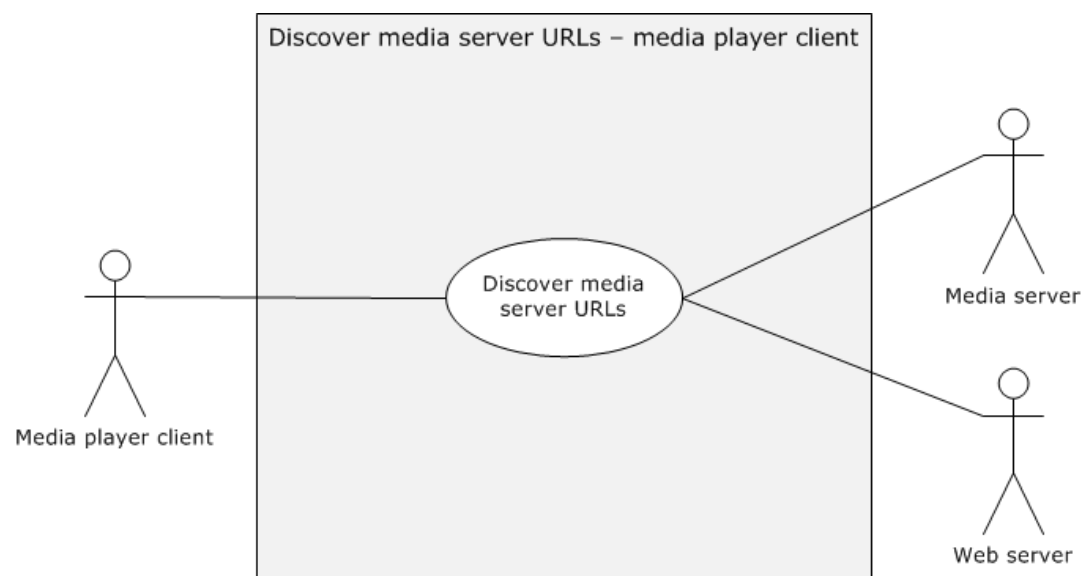 Discover media server URLs – media player client
Discover media
server URLs
Media server
Media player client
Web server